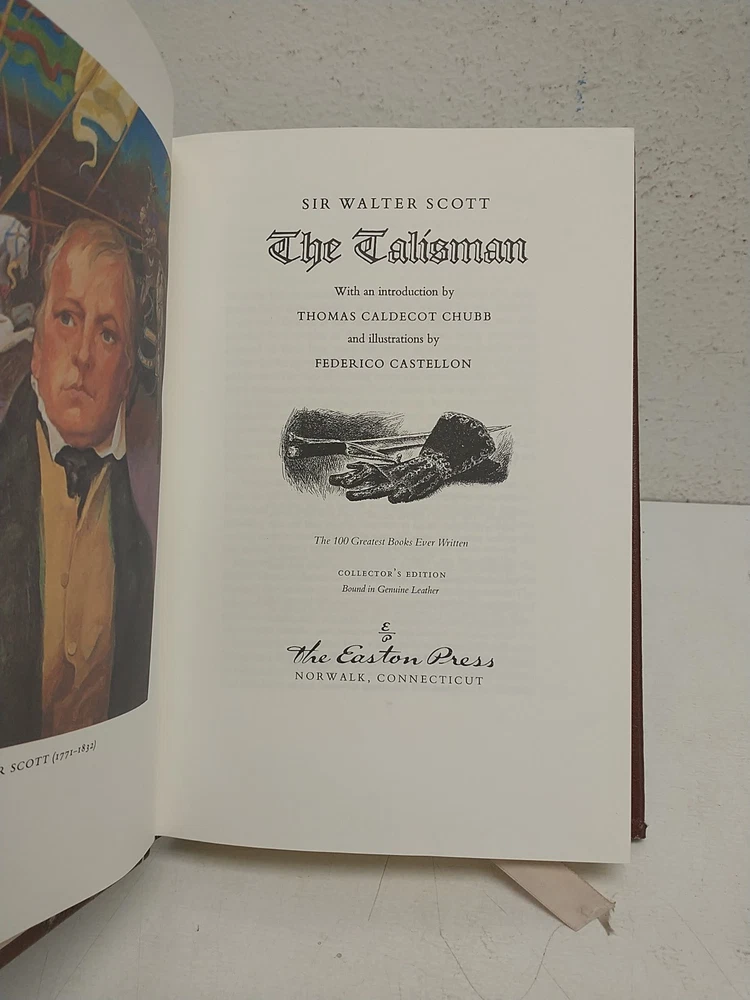 R SCOTT (1771–1832)
SIR WALTER SCOTT
The Talisman
With an introduction by
THOMAS CALDECOT CHUBB
and illustrations by
FEDERICO CASTELLON
The 100 Greatest Books Ever Written
COLLECTOR'S EDITION
Bound in Genuine Leather
E
P
The Easton Press
NORWALK, CONNECTICUT